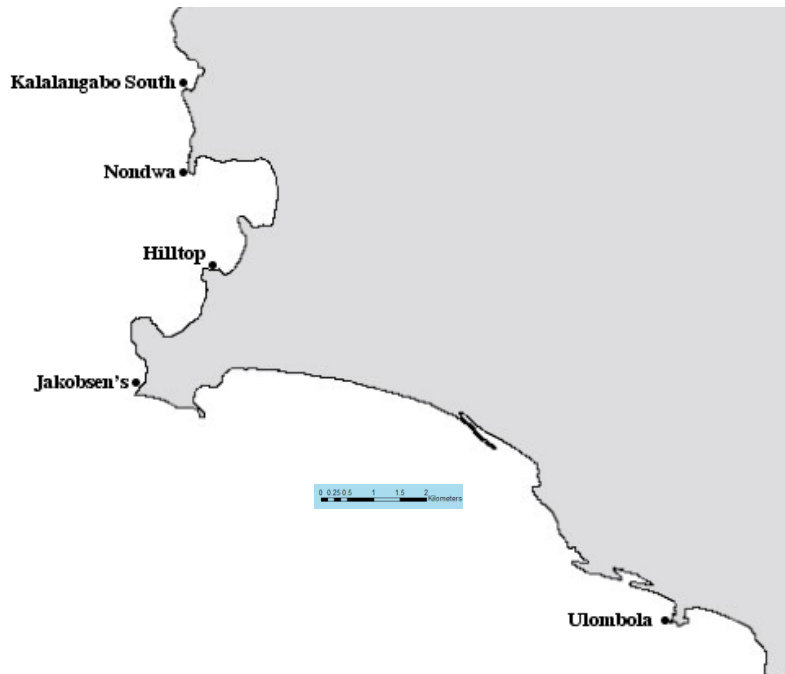 Kalalangabo South
Nondwa
Hilltop
Jakobsen's
0 0.25 0.5 1 1.5 2
Kilometers
Ulombola